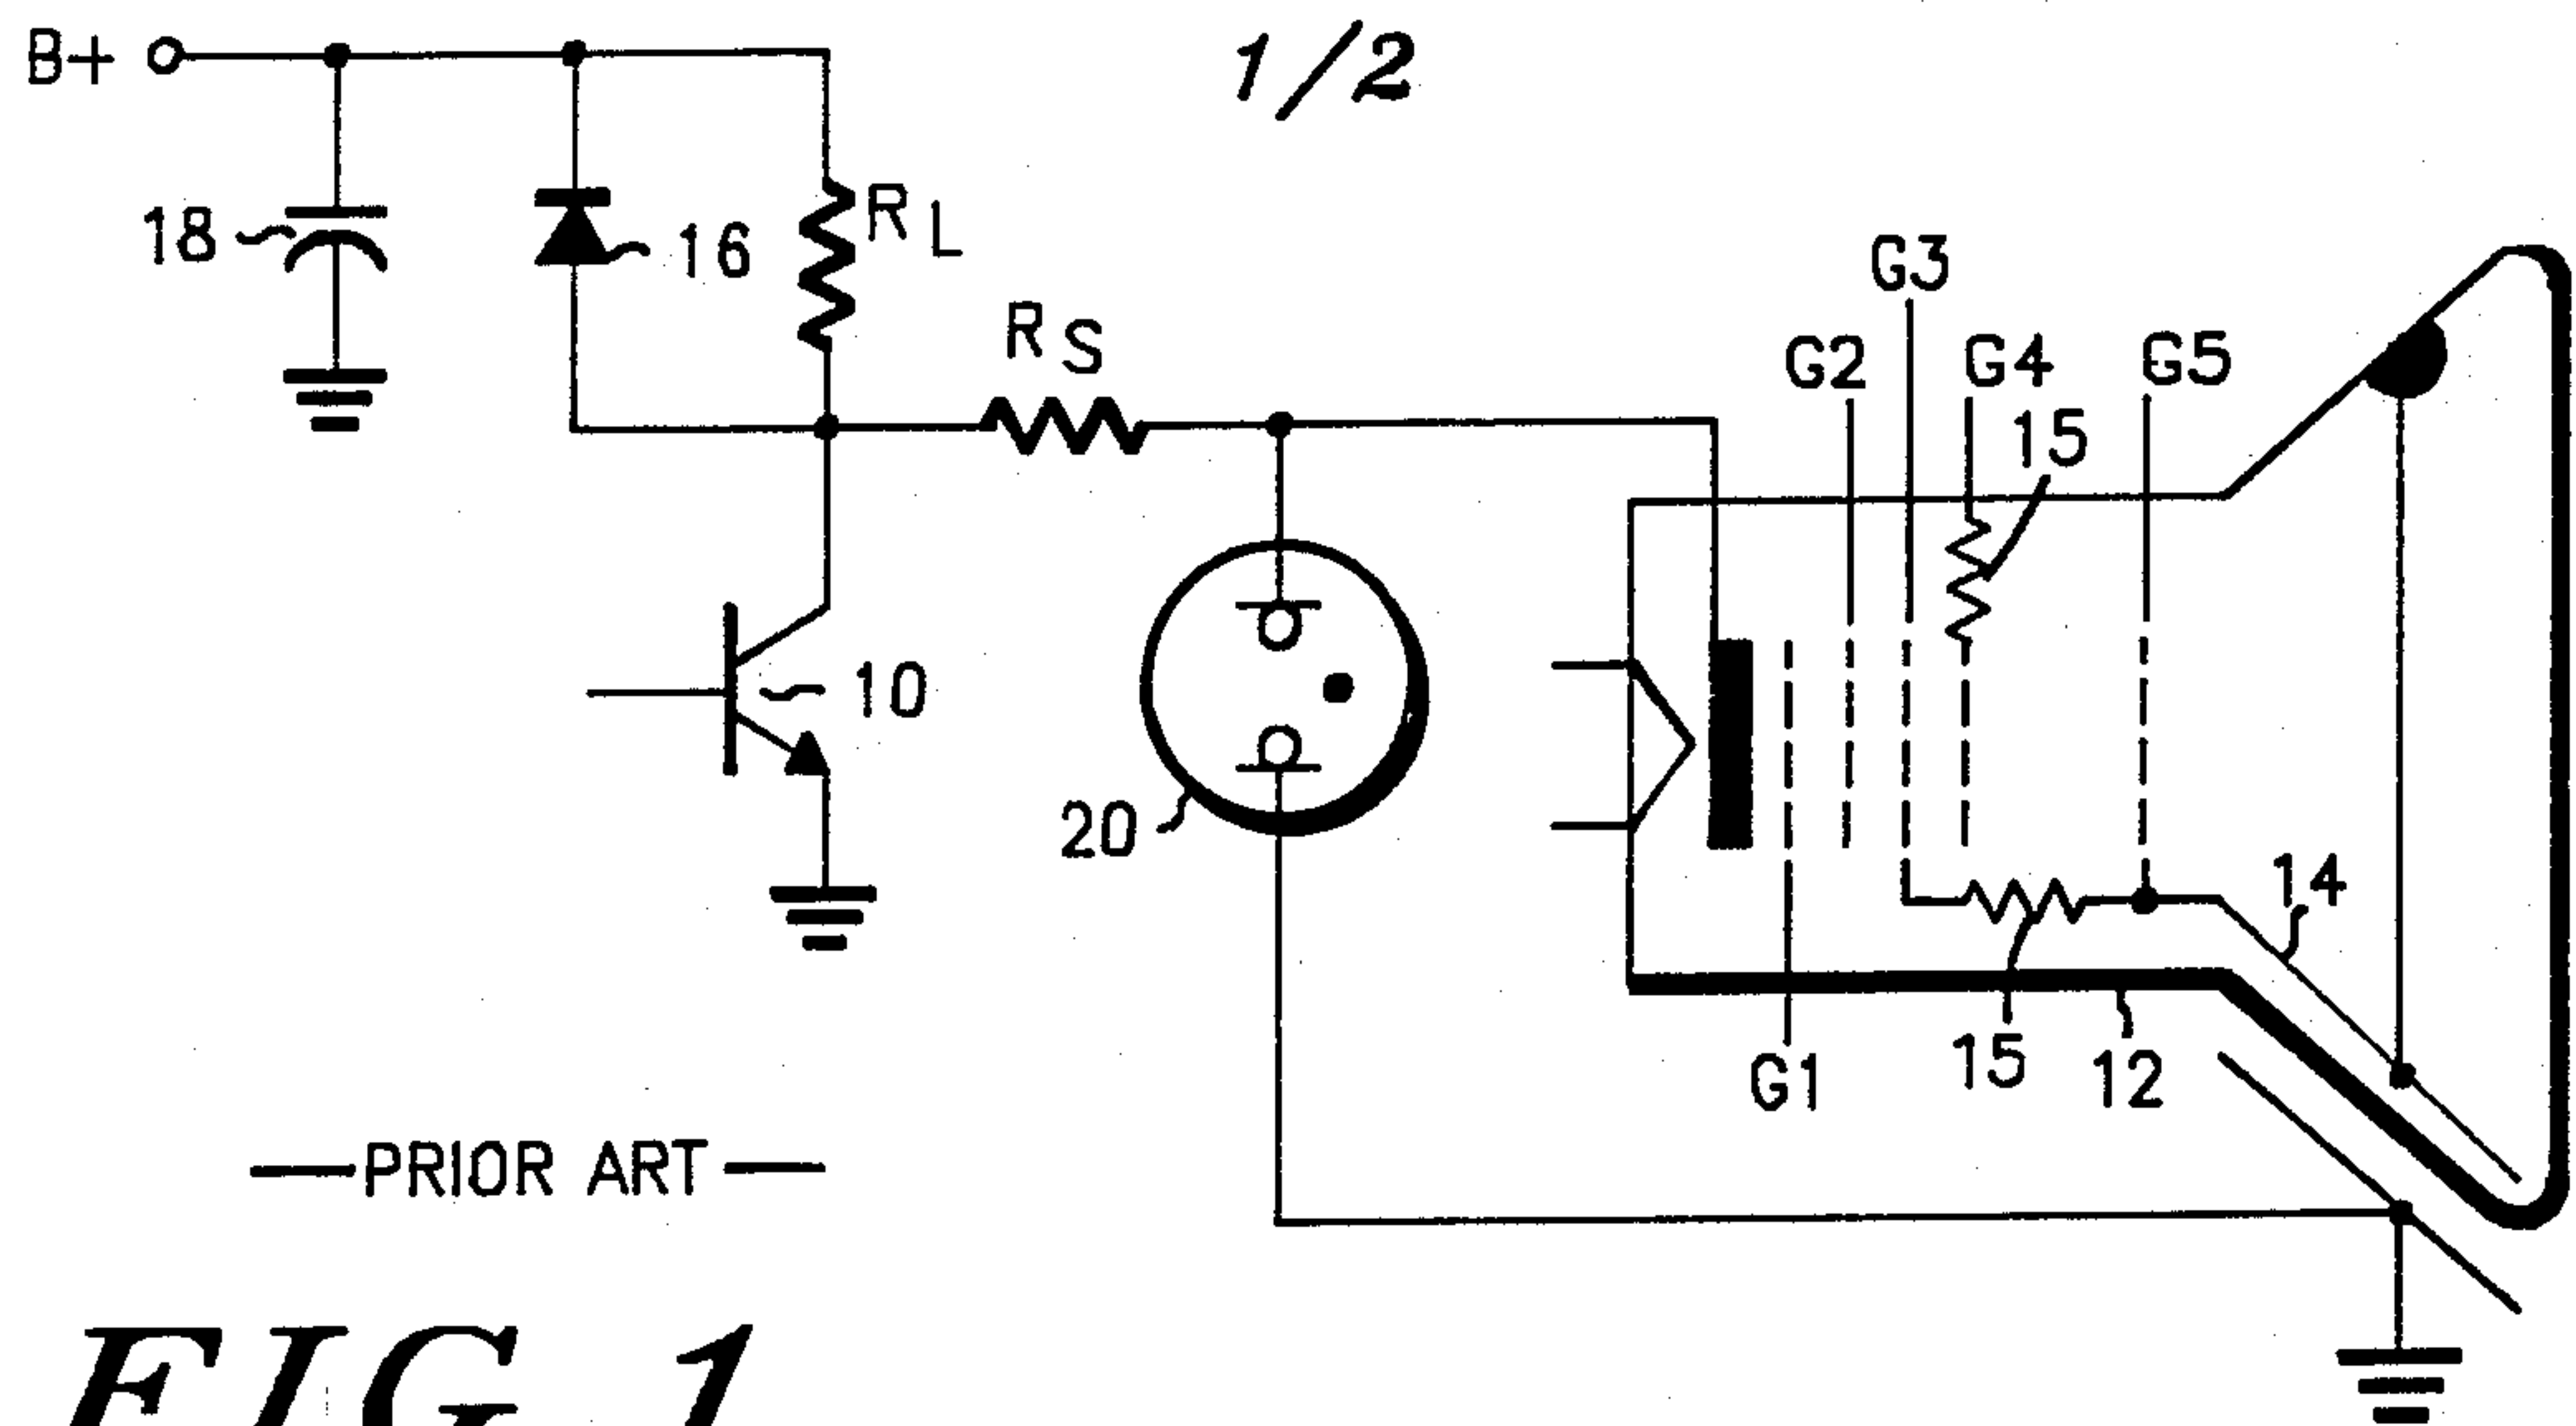 1/2
B+
18
16
RL
RS
G3
G2
G4
G5
15
10
20
14
15
12
G1
—PRIOR ART—
FIG 1